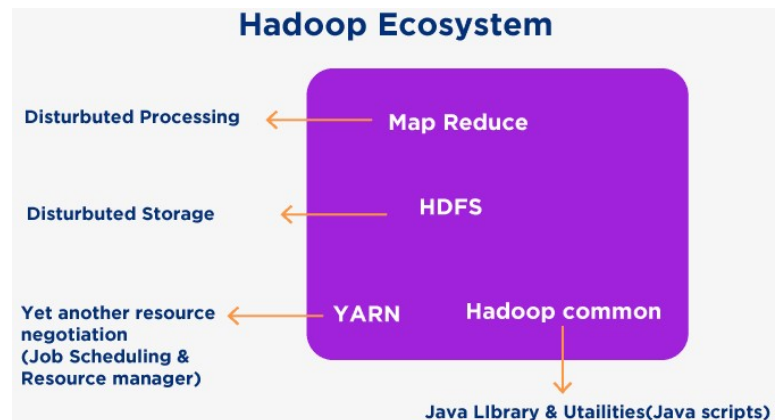 Hadoop Ecosystem
Disturbuted Processing
Map Reduce
Disturbuted Storage
HDFS
Yet another resource
negotiation
(Job Scheduling &
Resource manager)
YARN
Hadoop common
Java LIbrary & Utailities(Java scripts)